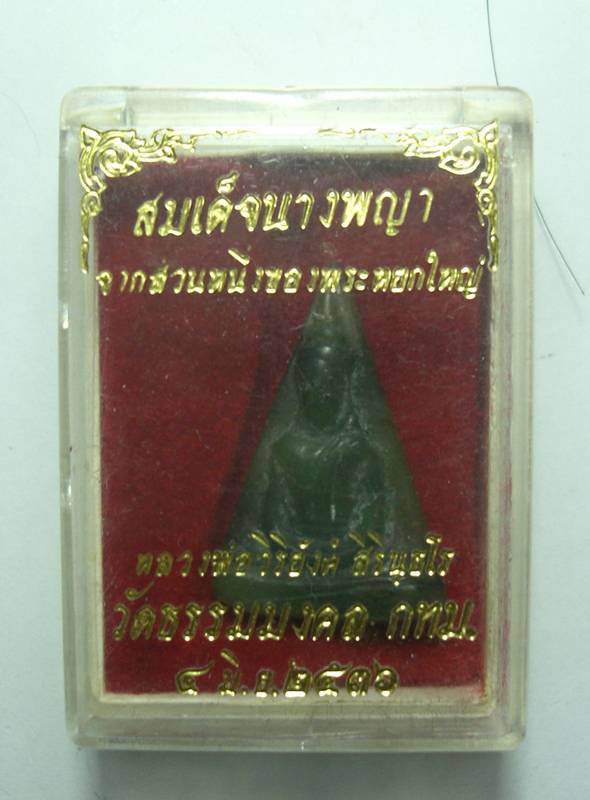 สมเด็จนางพญา
จากส่วนหนึ่งของพระหยกใหญ่
หลวงพ่อวิริยังค์ สิรินฺธโร
วัดธรรมมงคล กทม.
๔ มิ.ย.๒๕๓๖